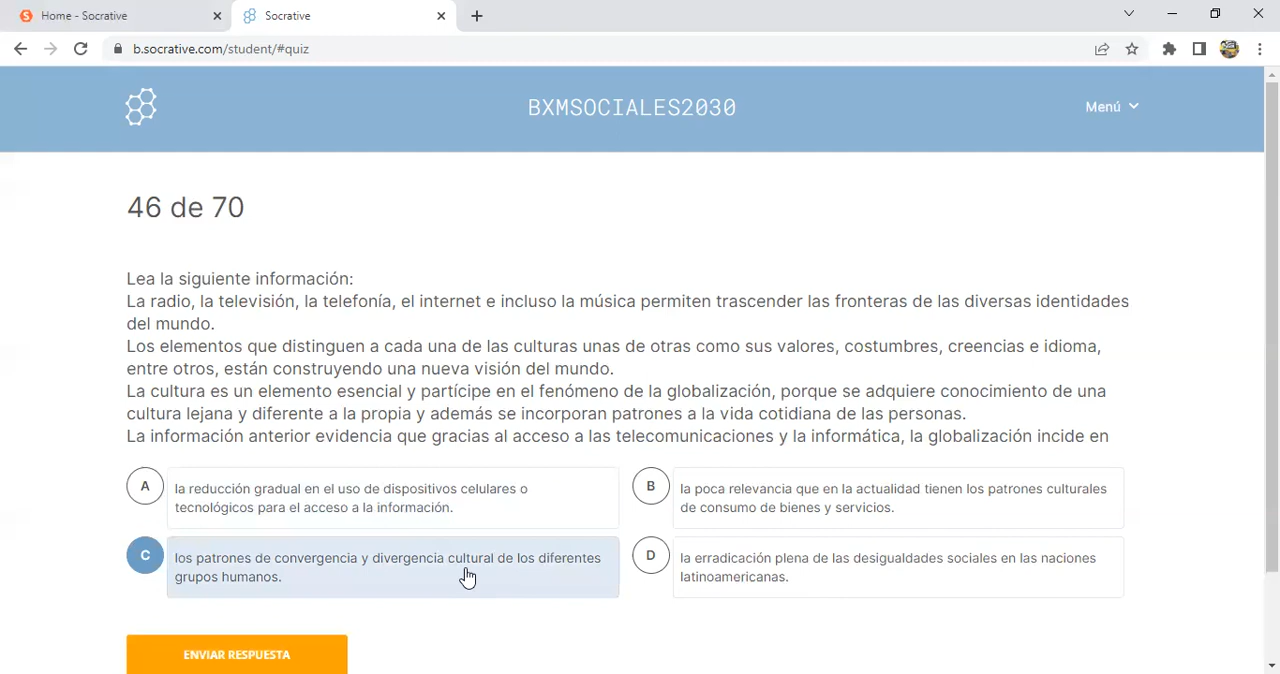 Home - Socrative
Socrative
b.socrative.com/student/#quiz
BXMSOCIALES2030
Menú
46 de 70
Lea la siguiente información:
La radio, la televisión, la telefonía, el internet e incluso la música permiten trascender las fronteras de las diversas identidades
del mundo.
Los elementos que distinguen a cada una de las culturas unas de otras como sus valores, costumbres, creencias e idioma,
entre otros, están construyendo una nueva visión del mundo.
La cultura es un elemento esencial y partícipe en el fenómeno de la globalización, porque se adquiere conocimiento de una
cultura lejana y diferente a la propia y además se incorporan patrones a la vida cotidiana de las personas.
La información anterior evidencia que gracias al acceso a las telecomunicaciones y la informática, la globalización incide en
A
la reducción gradual en el uso de dispositivos celulares o
tecnológicos para el acceso a la información.
B
la poca relevancia que en la actualidad tienen los patrones culturales
de consumo de bienes y servicios.
C
los patrones de convergencia y divergencia cultural de los diferentes
grupos humanos.
D
la erradicación plena de las desigualdades sociales en las naciones
latinoamericanas.
ENVIAR RESPUESTA